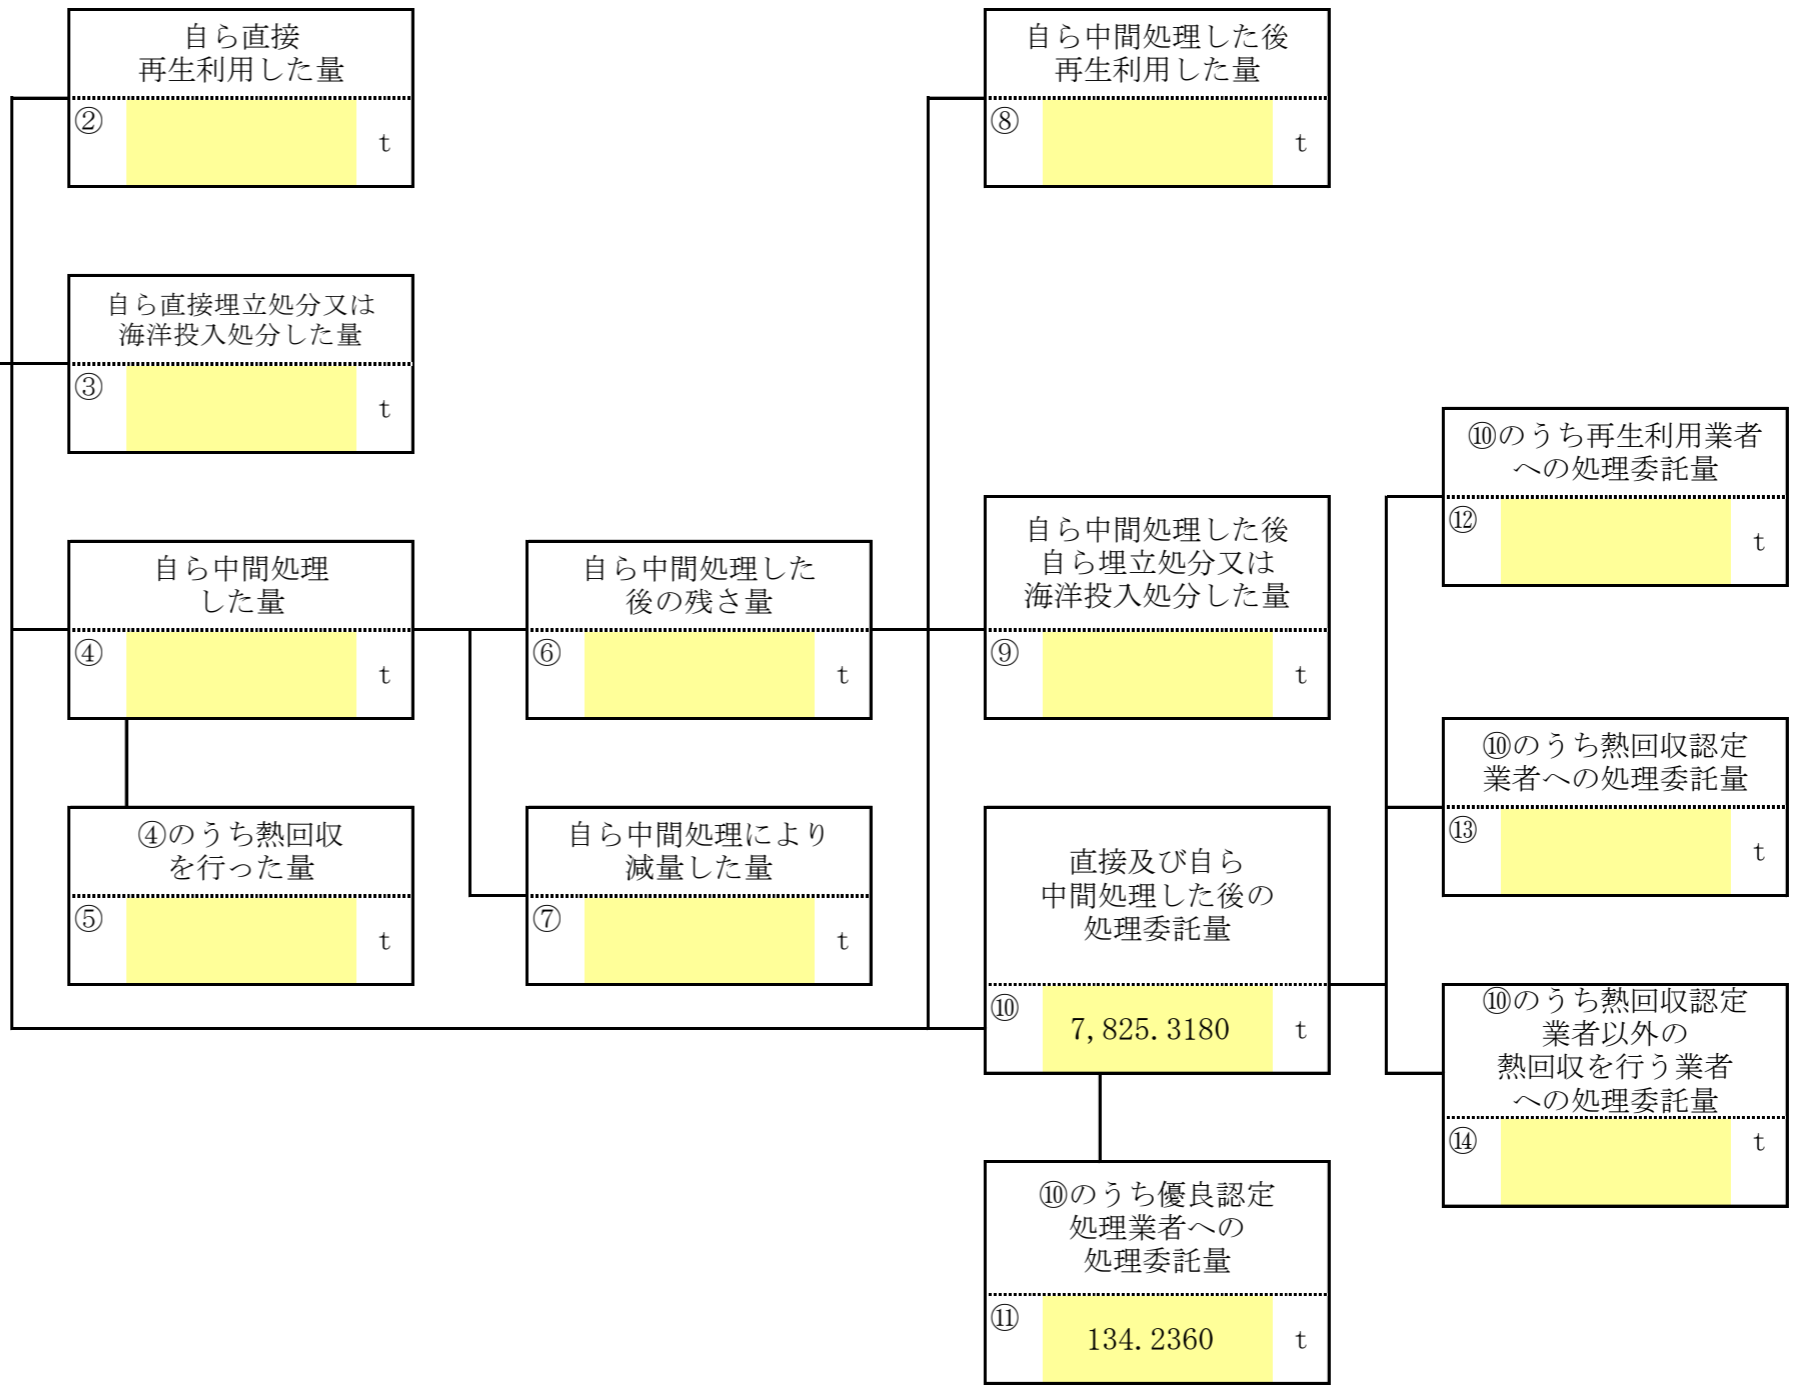 自ら直接
再生利用した量
②
t
自ら中間処理した後
再生利用した量
⑧
t
自ら直接埋立処分又は
海洋投入処分した量
③
t
⑩のうち再生利用業者
への処理委託量
⑫
t
自ら中間処理
した量
④
t
自ら中間処理した
後の残さ量
⑥
t
自ら中間処理した後
自ら埋立処分又は
海洋投入処分した量
⑨
t
⑩のうち熱回収認定
業者への処理委託量
⑬
t
④のうち熱回収
を行った量
⑤
t
自ら中間処理により
減量した量
⑦
t
直接及び自ら
中間処理した後の
処理委託量
⑩
7,825.3180
t
⑩のうち熱回収認定
業者以外の
熱回収を行う業者
への処理委託量
⑭
t
⑩のうち優良認定
処理業者への
処理委託量
⑪
134.2360
t